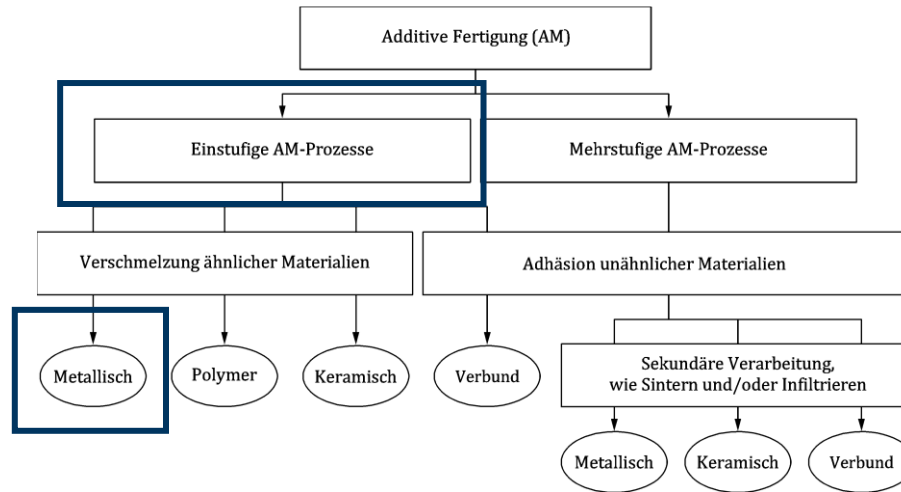 Additive Fertigung (AM)
Einstufige AM-Prozesse
Mehrstufige AM-Prozesse
Verschmelzung ähnlicher Materialien
Adhäsion unähnlicher Materialien
Metallisch
Polymer
Keramisch
Verbund
Sekundäre Verarbeitung,
wie Sintern und/oder Infiltrieren
Metallisch
Keramisch
Verbund